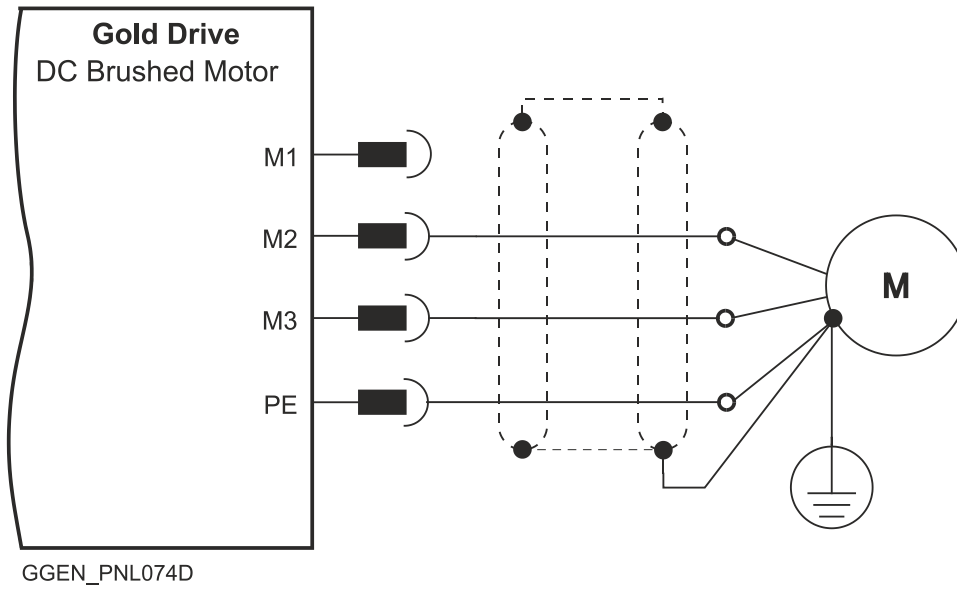 Gold Drive
DC Brushed Motor
M1
M2
M3
PE
M
GGEN_PNL074D